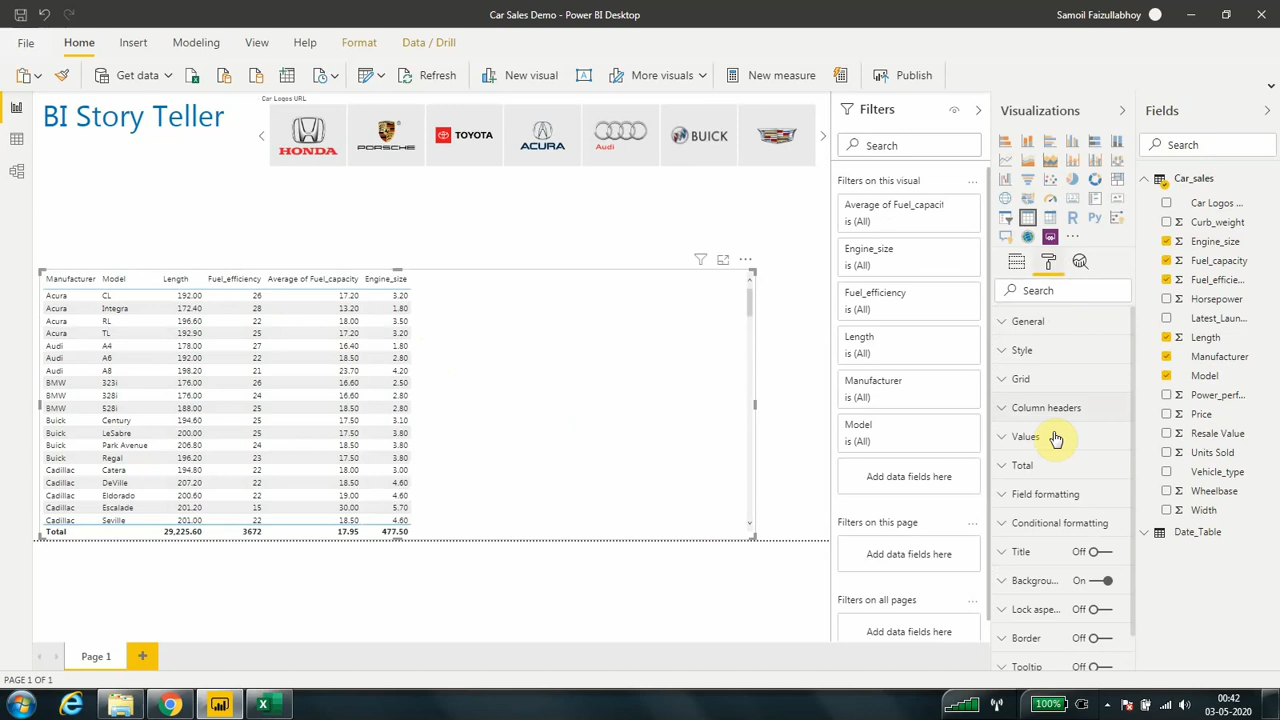 Car Sales Demo - Power BI Desktop
Samoil Faizullabhoy
File Home Insert Modeling View Help Format Data / Drill
Get data Refresh New visual More visuals New measure Publish
BI Story Teller
Car Logos URL
HONDA PORSCHE TOYOTA ACURA Audi BUICK
Filters
Search
Filters on this visual
Average of Fuel_capacit
is (All)
Engine_size
is (All)
Fuel_efficiency
is (All)
Length
is (All)
Manufacturer
is (All)
Model
is (All)
Add data fields here
Filters on this page
Add data fields here
Filters on all pages
Add data fields here
Manufacturer Model Length Fuel_efficiency Average of Fuel_capacity Engine_size
Acura CL 192.00 26 17.20 3.20
Acura Integra 172.40 28 13.20 1.80
Acura RL 196.60 22 18.00 3.50
Acura TL 192.90 25 17.20 3.20
Audi A4 178.00 27 16.40 1.80
Audi A6 192.00 22 18.50 2.80
Audi A8 198.20 21 23.70 4.20
BMW 323i 176.00 26 16.60 2.50
BMW 328i 176.00 24 16.60 2.80
BMW 528i 188.00 25 18.50 2.80
Buick Century 194.60 25 17.50 3.10
Buick LeSabre 200.00 25 17.50 3.80
Buick Park Avenue 206.80 24 18.50 3.80
Buick Regal 196.20 23 17.50 3.80
Cadillac Catera 194.80 22 18.00 3.00
Cadillac DeVille 207.20 22 18.50 4.60
Cadillac Eldorado 200.60 22 19.00 4.60
Cadillac Escalade 201.20 15 30.00 5.70
Cadillac Seville 201.00 22 18.50 4.60
Total 29,225.60 3672 17.95 477.50
Visualizations
R Py
Search
General
Style
Grid
Column headers
Values
Total
Field formatting
Conditional formatting
Title Off
Backgrou... On
Lock aspe... Off
Border Off
Tooltip Off
Fields
Search
Car_sales
Car Logos ...
Curb_weight
Engine_size
Fuel_capacity
Fuel_efficie...
Horsepower
Latest_Laun...
Length
Manufacturer
Model
Power_perf...
Price
Resale Value
Units Sold
Vehicle_type
Wheelbase
Width
Date_Table
Page 1
PAGE 1 OF 1
100%
00:42
03-05-2020